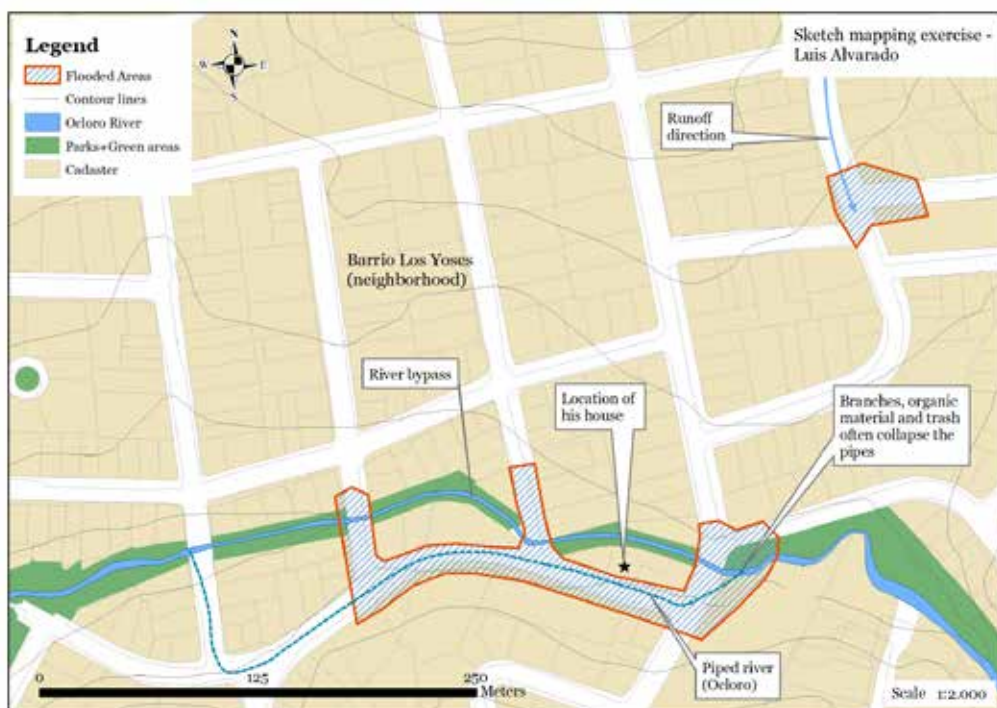 Legend
Flooded Areas
Contour lines
Ocloro River
Parks+Green areas
Cadaster
N
W
E
S
Sketch mapping exercise -
Luis Alvarado
Runoff
direction
Barrio Los Yoses
(neighborhood)
River bypass
Location of
his house
Branches, organic
material and trash
often collapse the
pipes
Piped river
(Ocloro)
0
125
250
Meters
Scale 1:2.000